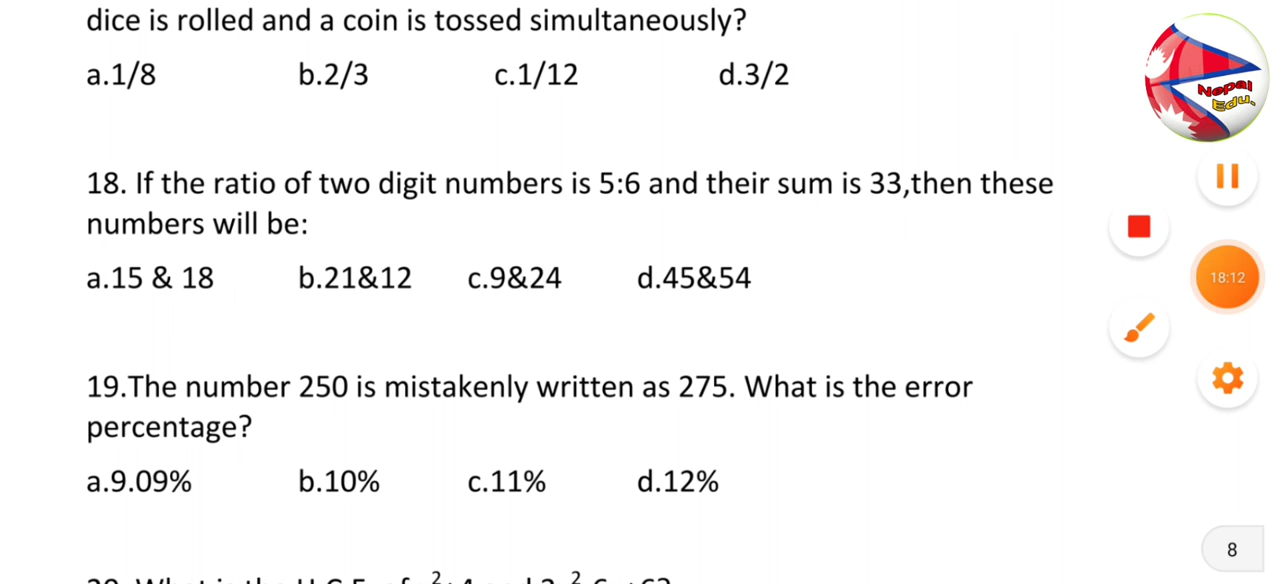 dice is rolled and a coin is tossed simultaneously?
a.1/8 b.2/3 c.1/12 d.3/2
Nepal
Edu.
18. If the ratio of two digit numbers is 5:6 and their sum is 33,then these
numbers will be:
a.15 & 18 b.21&12 c.9&24 d.45&54
18:12
19.The number 250 is mistakenly written as 275. What is the error
percentage?
a.9.09% b.10% c.11% d.12%
8